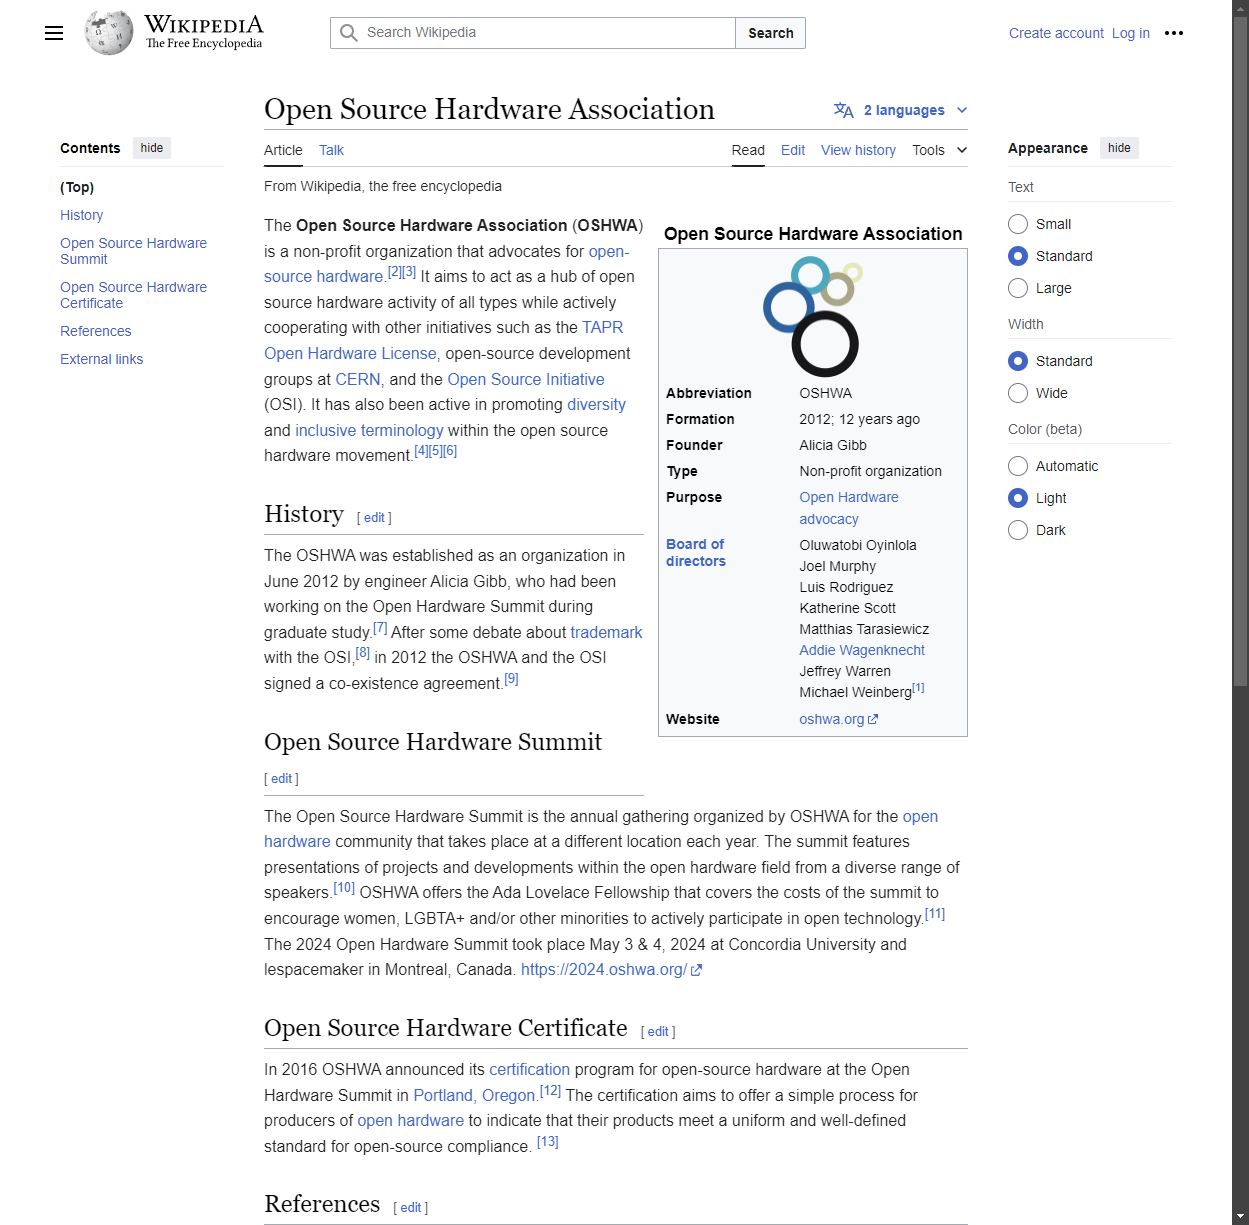 WIKIPEDIA
The Free Encyclopedia
Search Wikipedia
Search
Create account Log in
Contents hide
(Top)
History
Open Source Hardware
Summit
Open Source Hardware
Certificate
References
External links
Open Source Hardware Association
2 languages
Article Talk
Read Edit View history Tools
From Wikipedia, the free encyclopedia
The Open Source Hardware Association (OSHWA)
is a non-profit organization that advocates for open-
source hardware.[2][3] It aims to act as a hub of open
source hardware activity of all types while actively
cooperating with other initiatives such as the TAPR
Open Hardware License, open-source development
groups at CERN, and the Open Source Initiative
(OSI). It has also been active in promoting diversity
and inclusive terminology within the open source
hardware movement.[4][5][6]
Open Source Hardware Association
Abbreviation OSHWA
Formation 2012; 12 years ago
Founder Alicia Gibb
Type Non-profit organization
Purpose Open Hardware
advocacy
Board of
directors
Oluwatobi Oyinlola
Joel Murphy
Luis Rodriguez
Katherine Scott
Matthias Tarasiewicz
Addie Wagenknecht
Jeffrey Warren
Michael Weinberg[1]
Website oshwa.org
History [ edit ]
The OSHWA was established as an organization in
June 2012 by engineer Alicia Gibb, who had been
working on the Open Hardware Summit during
graduate study.[7] After some debate about trademark
with the OSI,[8] in 2012 the OSHWA and the OSI
signed a co-existence agreement.[9]
Open Source Hardware Summit
[ edit ]
The Open Source Hardware Summit is the annual gathering organized by OSHWA for the open
hardware community that takes place at a different location each year. The summit features
presentations of projects and developments within the open hardware field from a diverse range of
speakers.[10] OSHWA offers the Ada Lovelace Fellowship that covers the costs of the summit to
encourage women, LGBTA+ and/or other minorities to actively participate in open technology.[11]
The 2024 Open Hardware Summit took place May 3 & 4, 2024 at Concordia University and
lespacemaker in Montreal, Canada. https://2024.oshwa.org/
Open Source Hardware Certificate [ edit ]
In 2016 OSHWA announced its certification program for open-source hardware at the Open
Hardware Summit in Portland, Oregon.[12] The certification aims to offer a simple process for
producers of open hardware to indicate that their products meet a uniform and well-defined
standard for open-source compliance. [13]
References [ edit ]
Appearance hide
Text
Small
Standard
Large
Width
Standard
Wide
Color (beta)
Automatic
Light
Dark